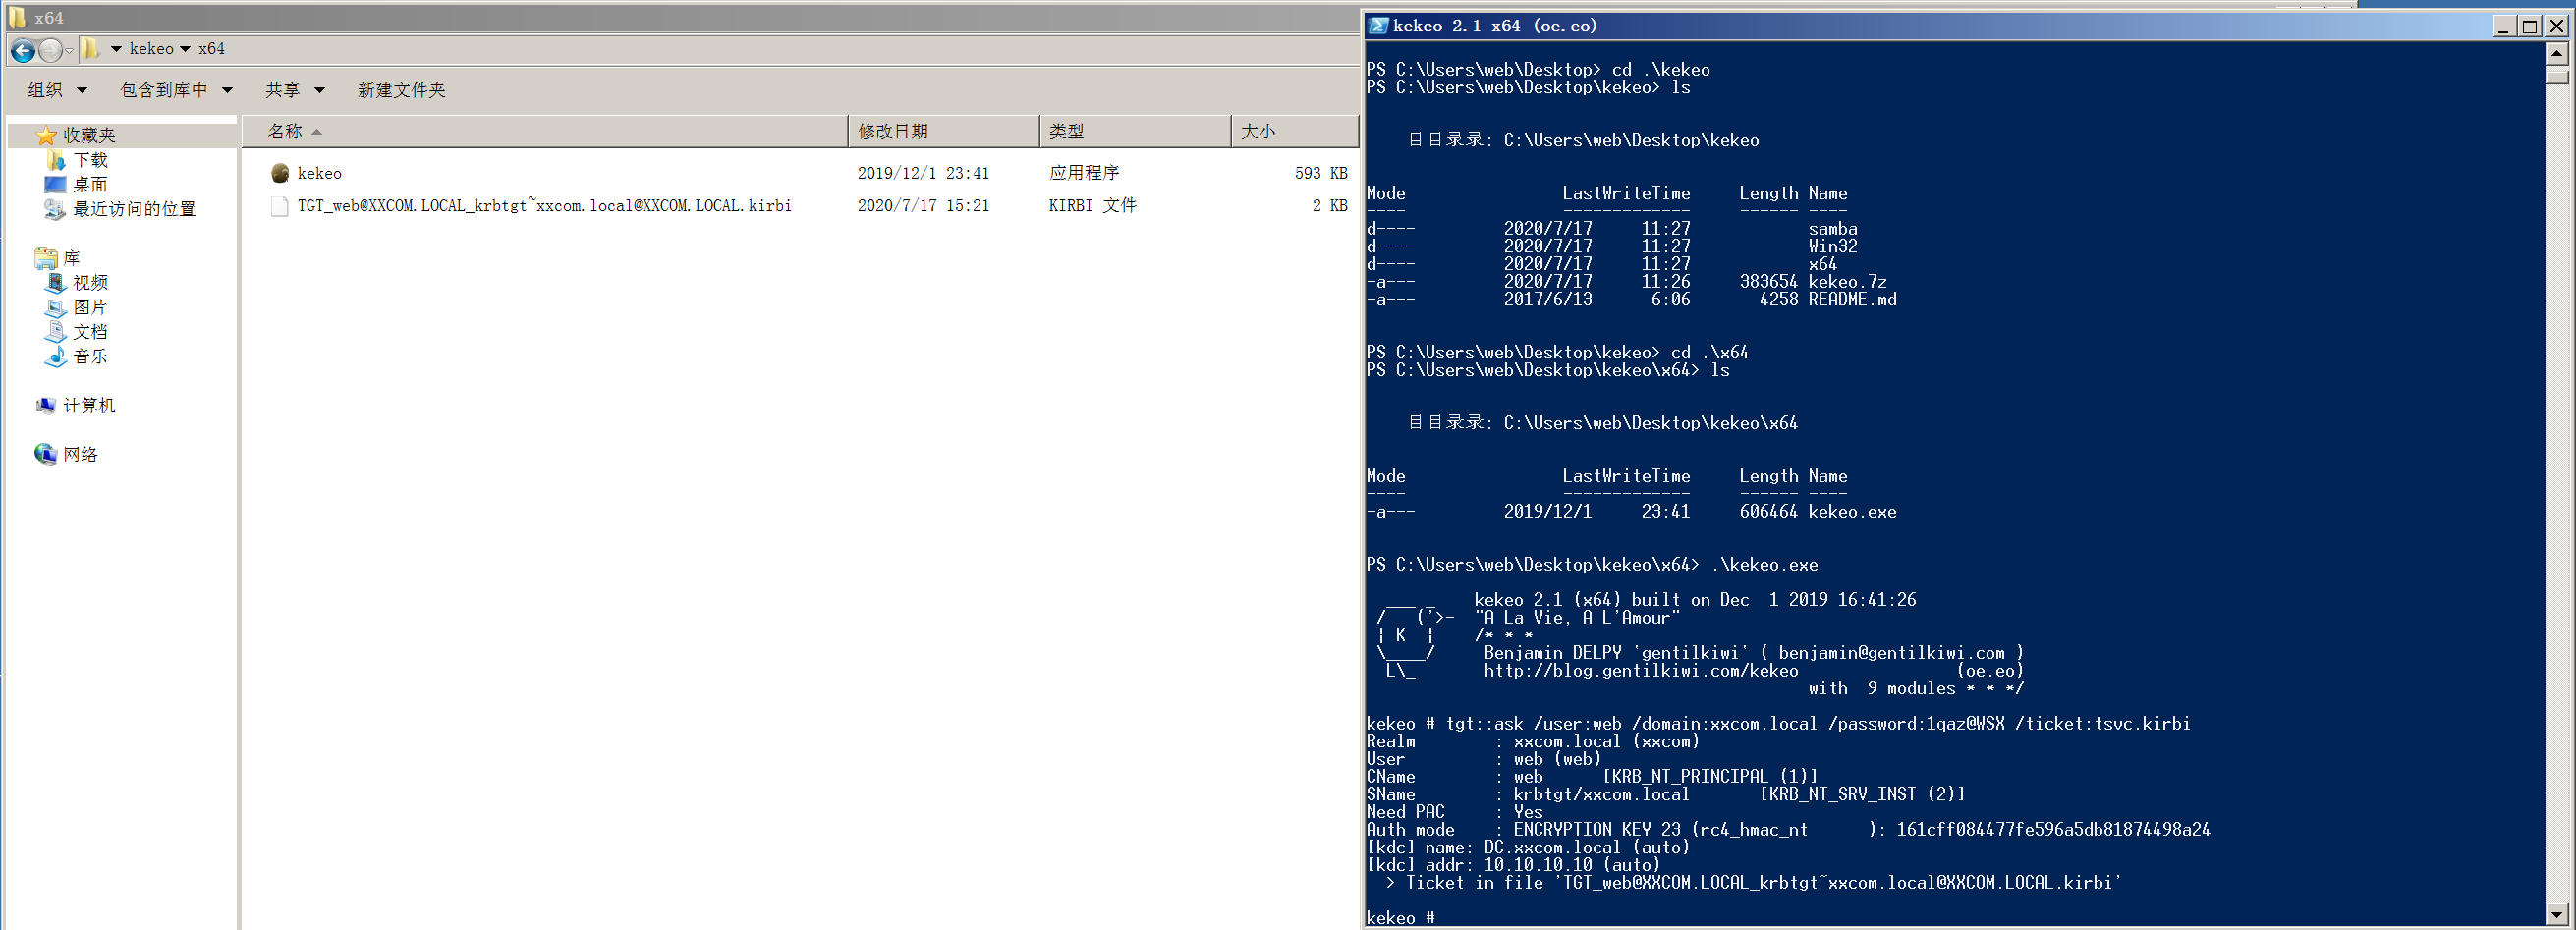 x64
kekeo x64
组织 包含到库中 共享 新建文件夹
收藏夹
下载
桌面
最近访问的位置
库
视频
图片
文档
音乐
计算机
网络
名称 修改日期 类型 大小
kekeo 2019/12/1 23:41 应用程序 593 KB
TGT_web@XXCOM.LOCAL_krbtgt~xxcom.local@XXCOM.LOCAL.kirbi 2020/7/17 15:21 KIRBI 文件 2 KB
kekeo 2.1 x64 (oe.eo)
PS C:\Users\web\Desktop> cd .\kekeo
PS C:\Users\web\Desktop\kekeo> ls
目目录录: C:\Users\web\Desktop\kekeo
Mode LastWriteTime Length Name
---- ------------- ------ ----
d---- 2020/7/17 11:27 samba
d---- 2020/7/17 11:27 Win32
d---- 2020/7/17 11:27 x64
-a--- 2020/7/17 11:26 383654 kekeo.7z
-a--- 2017/6/13 6:06 4258 README.md
PS C:\Users\web\Desktop\kekeo> cd .\x64
PS C:\Users\web\Desktop\kekeo\x64> ls
目目录录: C:\Users\web\Desktop\kekeo\x64
Mode LastWriteTime Length Name
---- ------------- ------ ----
-a--- 2019/12/1 23:41 606464 kekeo.exe
PS C:\Users\web\Desktop\kekeo\x64> .\kekeo.exe
  ___ _    kekeo 2.1 (x64) built on Dec  1 2019 16:41:26
 /   ('>-  "A La Vie, A L'Amour"
 | K  |    /* * *
 \____/     Benjamin DELPY `gentilkiwi` ( benjamin@gentilkiwi.com )
  L\_       http://blog.gentilkiwi.com/kekeo                (oe.eo)
with  9 modules * * */
kekeo # tgt::ask /user:web /domain:xxcom.local /password:1qaz@WSX /ticket:tsvc.kirbi
Realm        : xxcom.local (xxcom)
User         : web (web)
CName        : web      [KRB_NT_PRINCIPAL (1)]
SName        : krbtgt/xxcom.local       [KRB_NT_SRV_INST (2)]
Need PAC     : Yes
Auth mode    : ENCRYPTION KEY 23 (rc4_hmac_nt      ): 161cff084477fe596a5db81874498a24
[kdc] name: DC.xxcom.local (auto)
[kdc] addr: 10.10.10.10 (auto)
  > Ticket in file 'TGT_web@XXCOM.LOCAL_krbtgt~xxcom.local@XXCOM.LOCAL.kirbi'
kekeo #